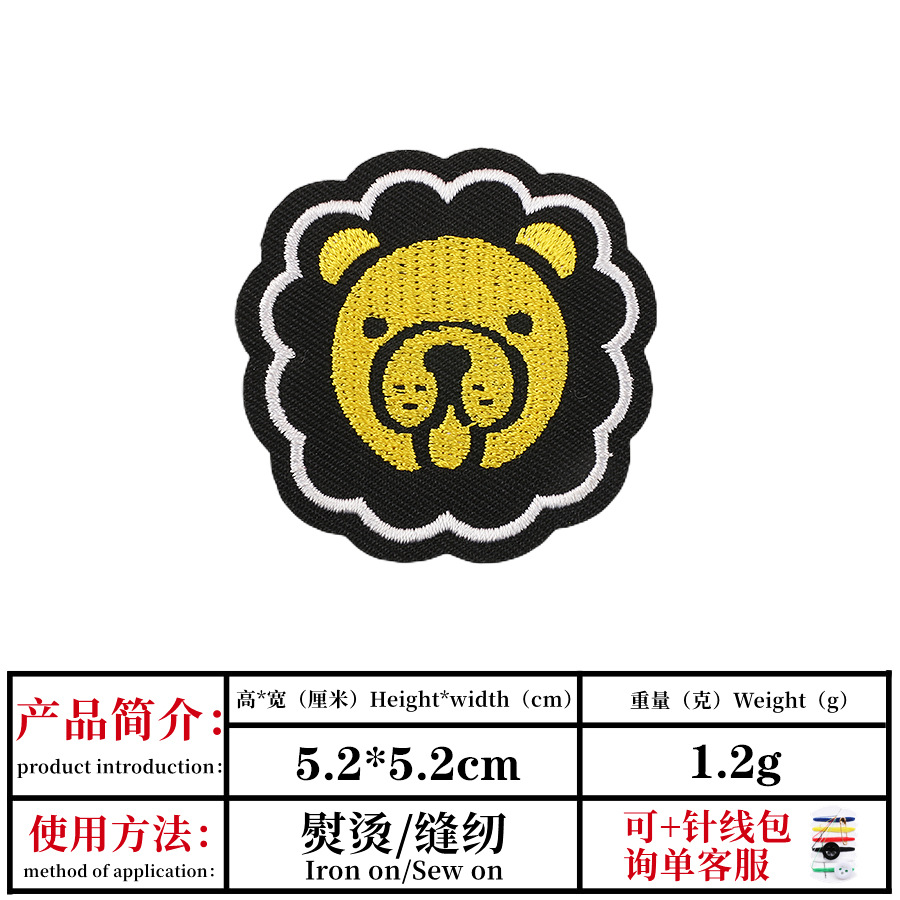 产品简介：
product introduction：
高*宽（厘米）Height*width（cm）
重量（克）Weight（g）
5.2*5.2cm
1.2g
使用方法：
method of application：
熨烫/缝纫
Iron on/Sew on
可+针线包
询单客服